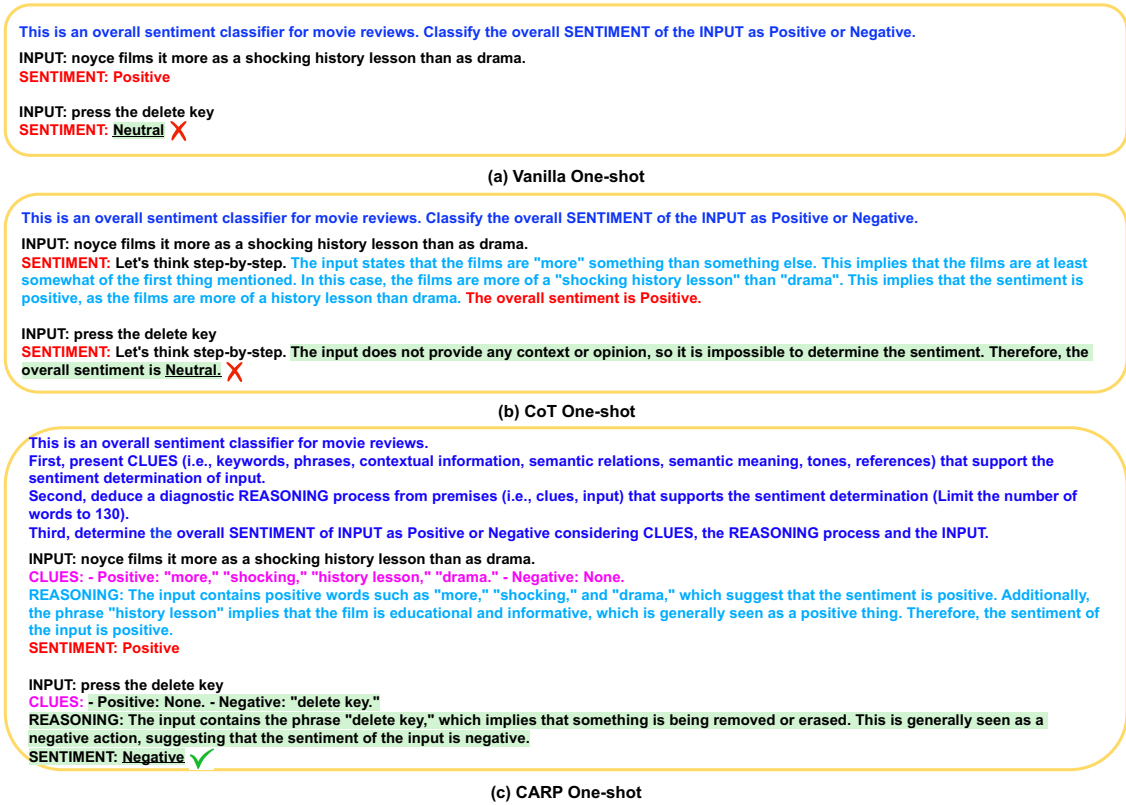 This is an overall sentiment classifier for movie reviews. Classify the overall SENTIMENT of the INPUT as Positive or Negative.
INPUT: noyce films it more as a shocking history lesson than as drama.
SENTIMENT: Positive
INPUT: press the delete key
SENTIMENT: Neutral
(a) Vanilla One-shot
This is an overall sentiment classifier for movie reviews. Classify the overall SENTIMENT of the INPUT as Positive or Negative.
INPUT: noyce films it more as a shocking history lesson than as drama.
SENTIMENT: Let's think step-by-step. The input states that the films are "more" something than something else. This implies that the films are at least
somewhat of the first thing mentioned. In this case, the films are more of a "shocking history lesson" than "drama". This implies that the sentiment is
positive, as the films are more of a history lesson than drama. The overall sentiment is Positive.
INPUT: press the delete key
SENTIMENT: Let's think step-by-step. The input does not provide any context or opinion, so it is impossible to determine the sentiment. Therefore, the
overall sentiment is Neutral.
(b) CoT One-shot
This is an overall sentiment classifier for movie reviews.
First, present CLUES (i.e., keywords, phrases, contextual information, semantic relations, semantic meaning, tones, references) that support the
sentiment determination of input.
Second, deduce a diagnostic REASONING process from premises (i.e., clues, input) that supports the sentiment determination (Limit the number of
words to 130).
Third, determine the overall SENTIMENT of INPUT as Positive or Negative considering CLUES, the REASONING process and the INPUT.
INPUT: noyce films it more as a shocking history lesson than as drama.
CLUES: - Positive: "more," "shocking," "history lesson," "drama." - Negative: None.
REASONING: The input contains positive words such as "more," "shocking," and "drama," which suggest that the sentiment is positive. Additionally,
the phrase "history lesson" implies that the film is educational and informative, which is generally seen as a positive thing. Therefore, the sentiment of
the input is positive.
SENTIMENT: Positive
INPUT: press the delete key
CLUES: - Positive: None. - Negative: "delete key."
REASONING: The input contains the phrase "delete key," which implies that something is being removed or erased. This is generally seen as a
negative action, suggesting that the sentiment of the input is negative.
SENTIMENT: Negative
(c) CARP One-shot